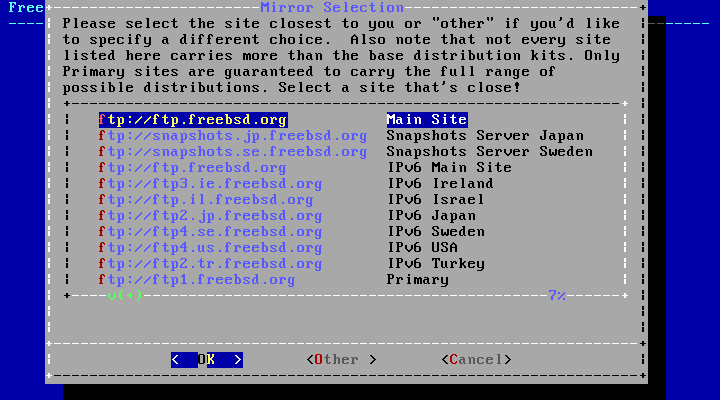 Free
Mirror Selection
Please select the site closest to you or "other" if you'd like
to specify a different choice.  Also note that not every site
listed here carries more than the base distribution kits. Only
Primary sites are guaranteed to carry the full range of
possible distributions. Select a site that's close!
ftp://ftp.freebsd.org Main Site
ftp://snapshots.jp.freebsd.org Snapshots Server Japan
ftp://snapshots.se.freebsd.org Snapshots Server Sweden
ftp://ftp.freebsd.org IPv6 Main Site
ftp://ftp3.ie.freebsd.org IPv6 Ireland
ftp://ftp.il.freebsd.org IPv6 Israel
ftp://ftp2.jp.freebsd.org IPv6 Japan
ftp://ftp4.se.freebsd.org IPv6 Sweden
ftp://ftp4.us.freebsd.org IPv6 USA
ftp://ftp2.tr.freebsd.org IPv6 Turkey
ftp://ftp1.freebsd.org Primary
v(+) 7%
<  OK  > <Other > <Cancel>